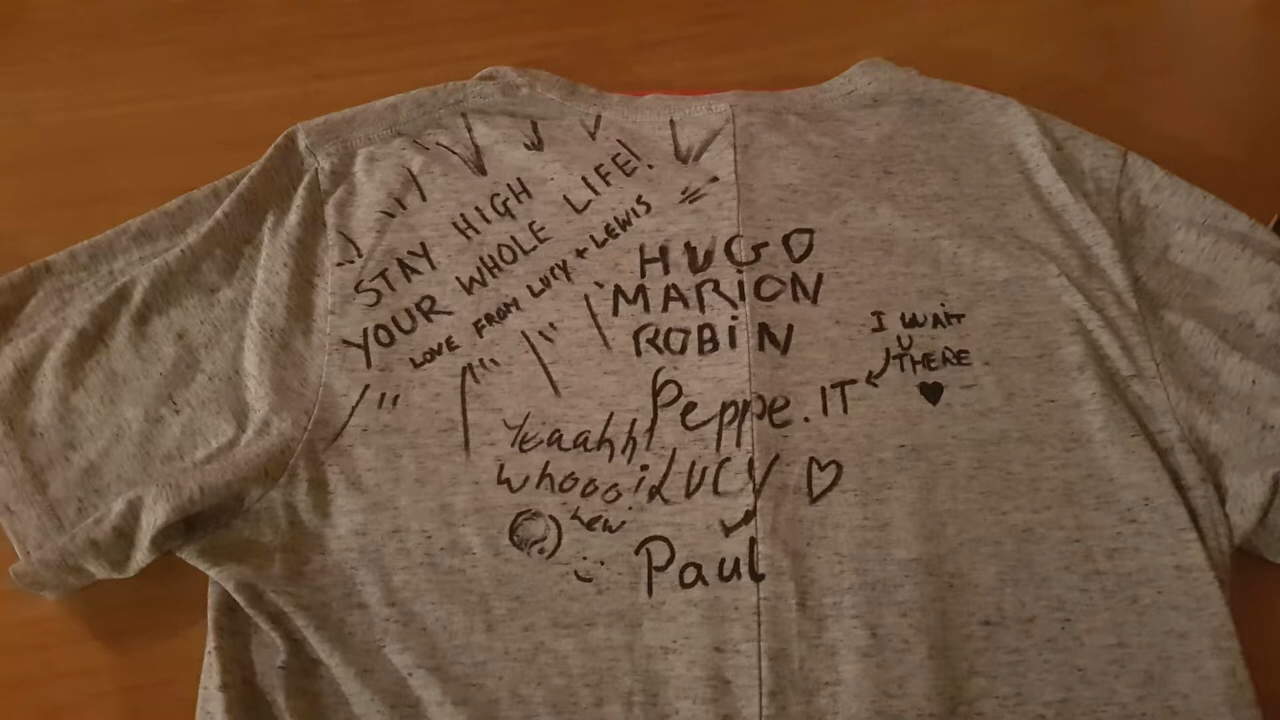 STAY HIGH
YOUR WHOLE LIFE!
LOVE FROM LUCY + LEWIS
HUGO
MARiON
ROBiN
Peppe.IT
I WAIT
U
THERE
Yeaahh
Whoooi
LUCY
Paul